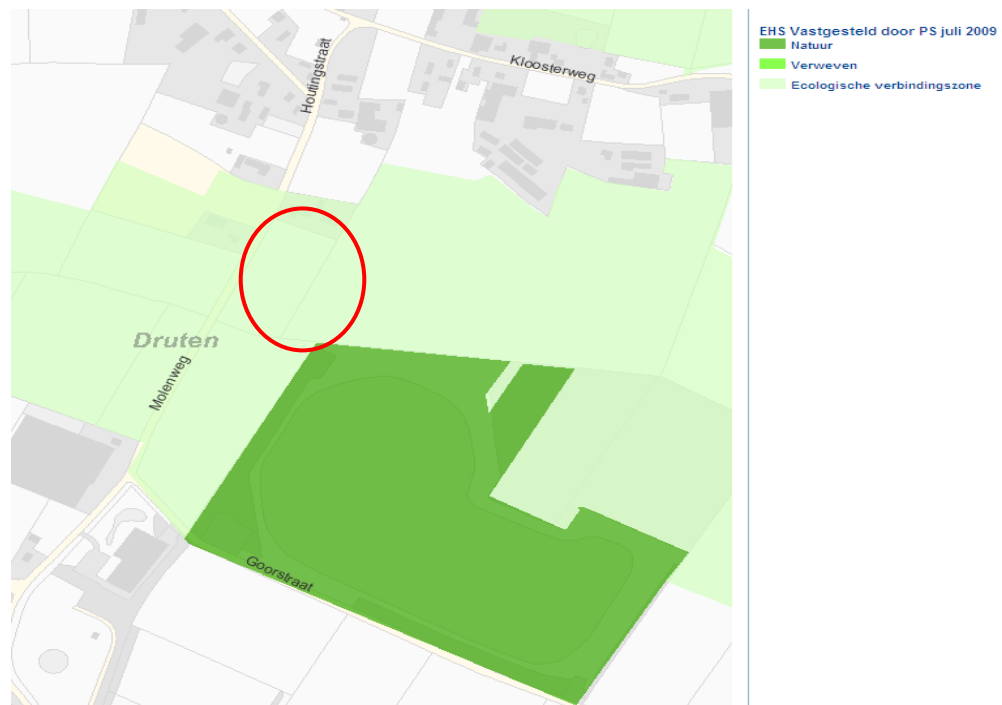 EHS Vastgesteld door PS juli 2009
Natuur
Verweven
Ecologische verbindingszone
Kloosterweg
Houtingstraat
Druten
Molenweg
Goorstraat